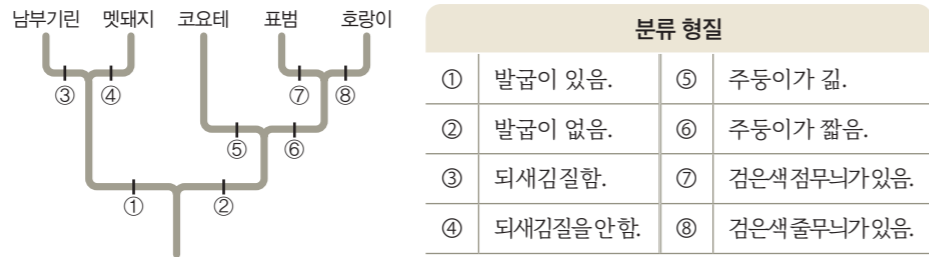 남부기린 멧돼지 코요테 표범 호랑이
③ ④ ⑦ ⑧
⑤ ⑥
① ②
분류 형질
① 발굽이 있음. ⑤ 주둥이가 긺.
② 발굽이 없음. ⑥ 주둥이가 짧음.
③ 되새김질함. ⑦ 검은색 점무늬가 있음.
④ 되새김질을 안 함. ⑧ 검은색 줄무늬가 있음.